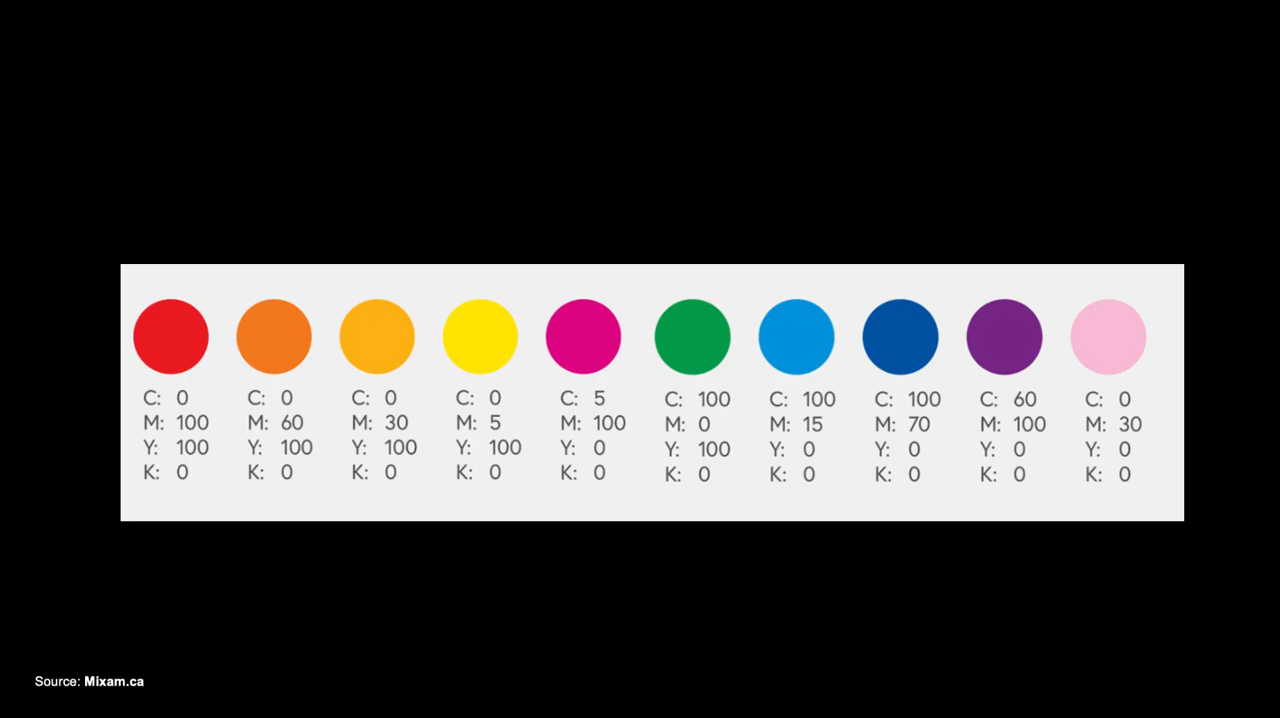 C: 0 C: 0 C: 0 C: 0 C: 5 C: 100 C: 100 C: 100 C: 60 C: 0
M: 100 M: 60 M: 30 M: 5 M: 100 M: 0 M: 15 M: 70 M: 100 M: 30
Y: 100 Y: 100 Y: 100 Y: 100 Y: 0 Y: 100 Y: 0 Y: 0 Y: 0 Y: 0
K: 0 K: 0 K: 0 K: 0 K: 0 K: 0 K: 0 K: 0 K: 0 K: 0
Source: Mixam.ca